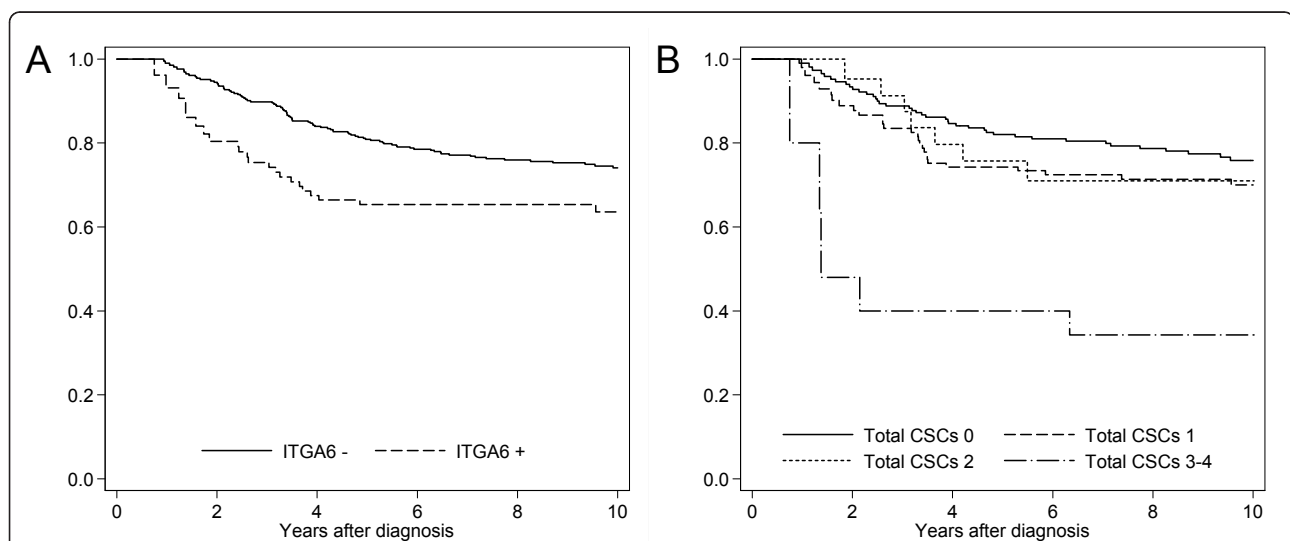 A
1.0
0.8
0.6
0.4
0.2
0.0
ITGA6 - ITGA6 +
0 2 4 6 8 10
Years after diagnosis
B
1.0
0.8
0.6
0.4
0.2
0.0
Total CSCs 0 Total CSCs 1
Total CSCs 2 Total CSCs 3-4
0 2 4 6 8 10
Years after diagnosis